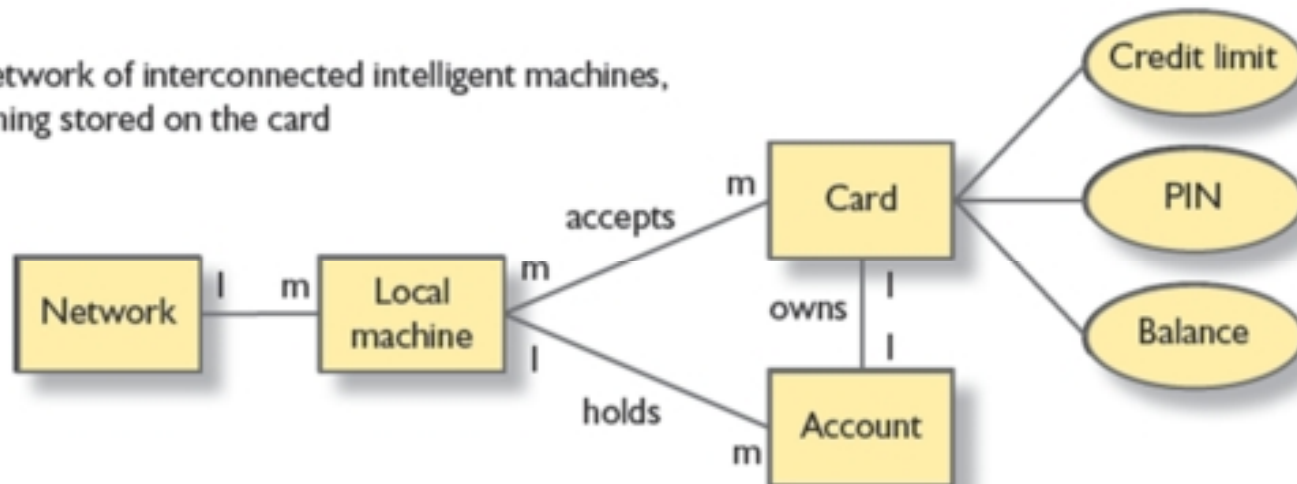 etwork of interconnected intelligent machines,
ning stored on the card
Credit limit
m
Card
PIN
accepts
Network
l
m
Local
machine
m
l
owns
l
l
Balance
holds
m
Account